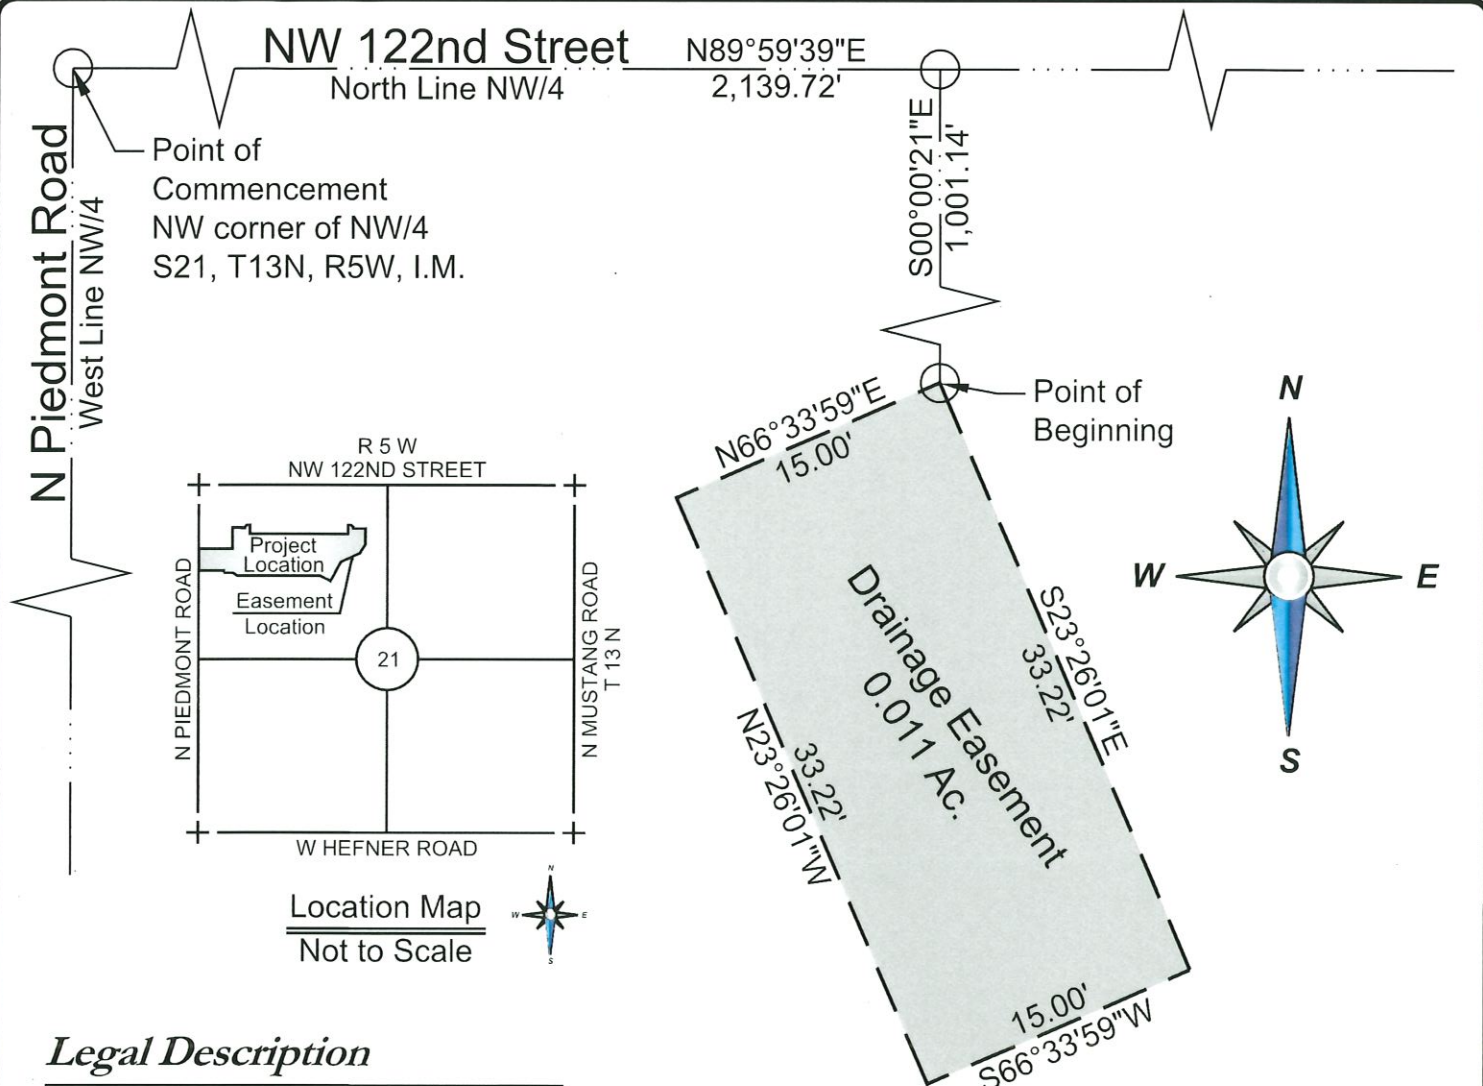 NW 122nd Street
North Line NW/4
N89°59'39"E
2,139.72'
S00°00'21"E
1,001.14'
N Piedmont Road
West Line NW/4
Point of
Commencement
NW corner of NW/4
S21, T13N, R5W, I.M.
Point of
Beginning
N66°33'59"E
15.00'
S23°26'01"E
33.22'
Drainage Easement
0.011 Ac.
33.22'
N23°26'01"W
15.00'
S66°33'59"W
N
W
E
S
R 5 W
NW 122ND STREET
N PIEDMONT ROAD
Project
Location
Easement
Location
21
N MUSTANG ROAD
T 13 N
W HEFNER ROAD
Location Map
Not to Scale
N
W
E
S
Legal Description